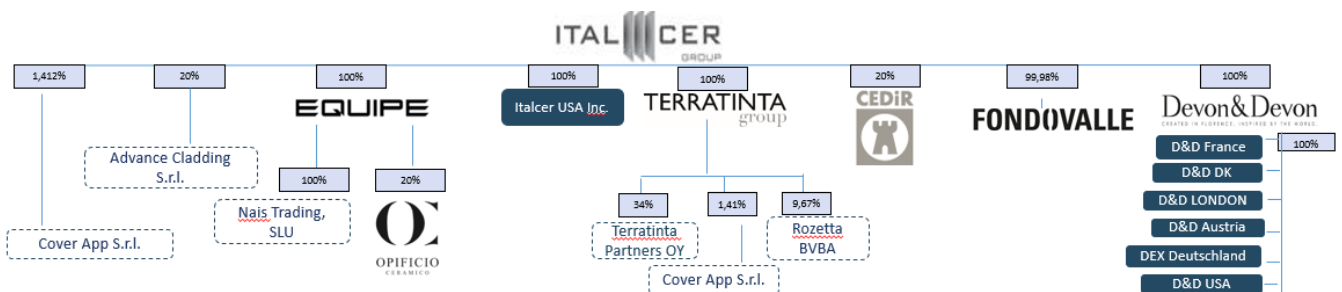 ITAL CER
GROUP
1,412%
20%
100%
100%
100%
20%
99,98%
100%
EQUIPE
Italcer USA Inc.
TERRATINTA
group
CEDiR
FONDOVALLE
Devon&Devon
CREATED IN FLORENCE. INSPIRED BY THE WORLD.
100%
D&D France
D&D DK
D&D LONDON
D&D Austria
DEX Deutschland
D&D USA
Advance Cladding
S.r.l.
Cover App S.r.l.
100%
Nais Trading,
SLU
20%
OC
OPIFICIO
CERAMICO
34%
1,41%
9,67%
Terratinta
Partners OY
Cover App S.r.l.
Rozetta
BVBA